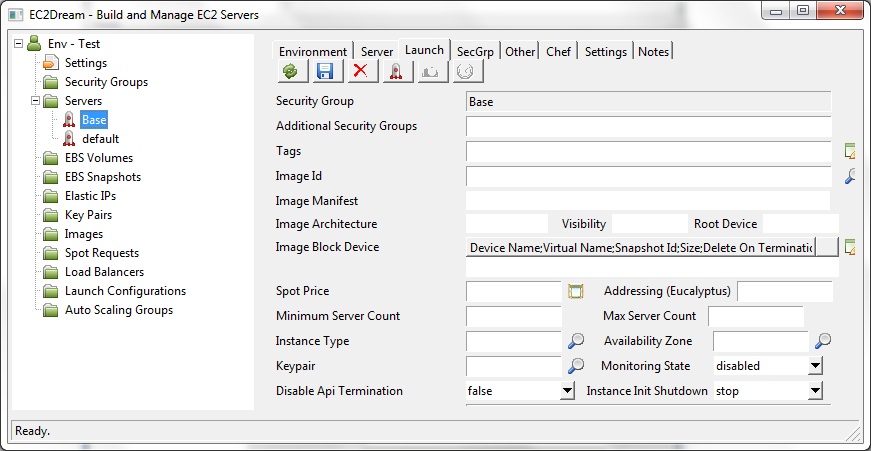 EC2Dream - Build and Manage EC2 Servers
Env - Test
Settings
Security Groups
Servers
Base
default
EBS Volumes
EBS Snapshots
Elastic IPs
Key Pairs
Images
Spot Requests
Load Balancers
Launch Configurations
Auto Scaling Groups
Environment Server Launch SecGrp Other Chef Settings Notes
Security Group Base
Additional Security Groups
Tags
Image Id
Image Manifest
Image Architecture Visibility Root Device
Image Block Device Device Name;Virtual Name;Snapshot Id;Size;Delete On Terminatic
Spot Price Addressing (Eucalyptus)
Minimum Server Count Max Server Count
Instance Type Availability Zone
Keypair Monitoring State disabled
Disable Api Termination false Instance Init Shutdown stop
Ready.